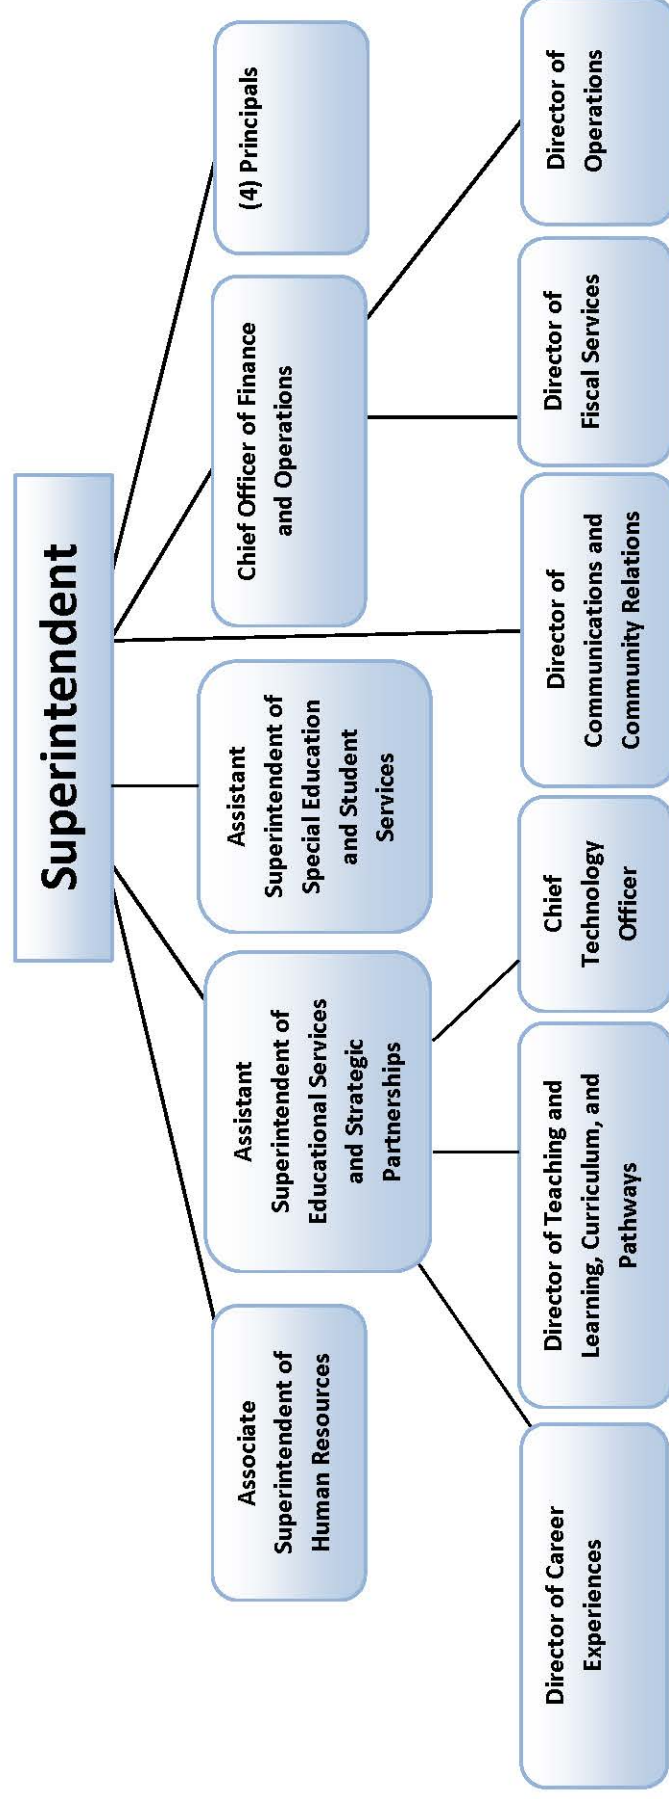 Superintendent
Associate
Superintendent of
Human Resources
Assistant
Superintendent of
Educational Services
and Strategic
Partnerships
Assistant
Superintendent of
Special Education
and Student
Services
Chief Officer of Finance
and Operations
(4) Principals
Director of Career
Experiences
Director of Teaching and
Learning, Curriculum, and
Pathways
Chief
Technology
Officer
Director of
Communications and
Community Relations
Director of
Fiscal Services
Director of
Operations